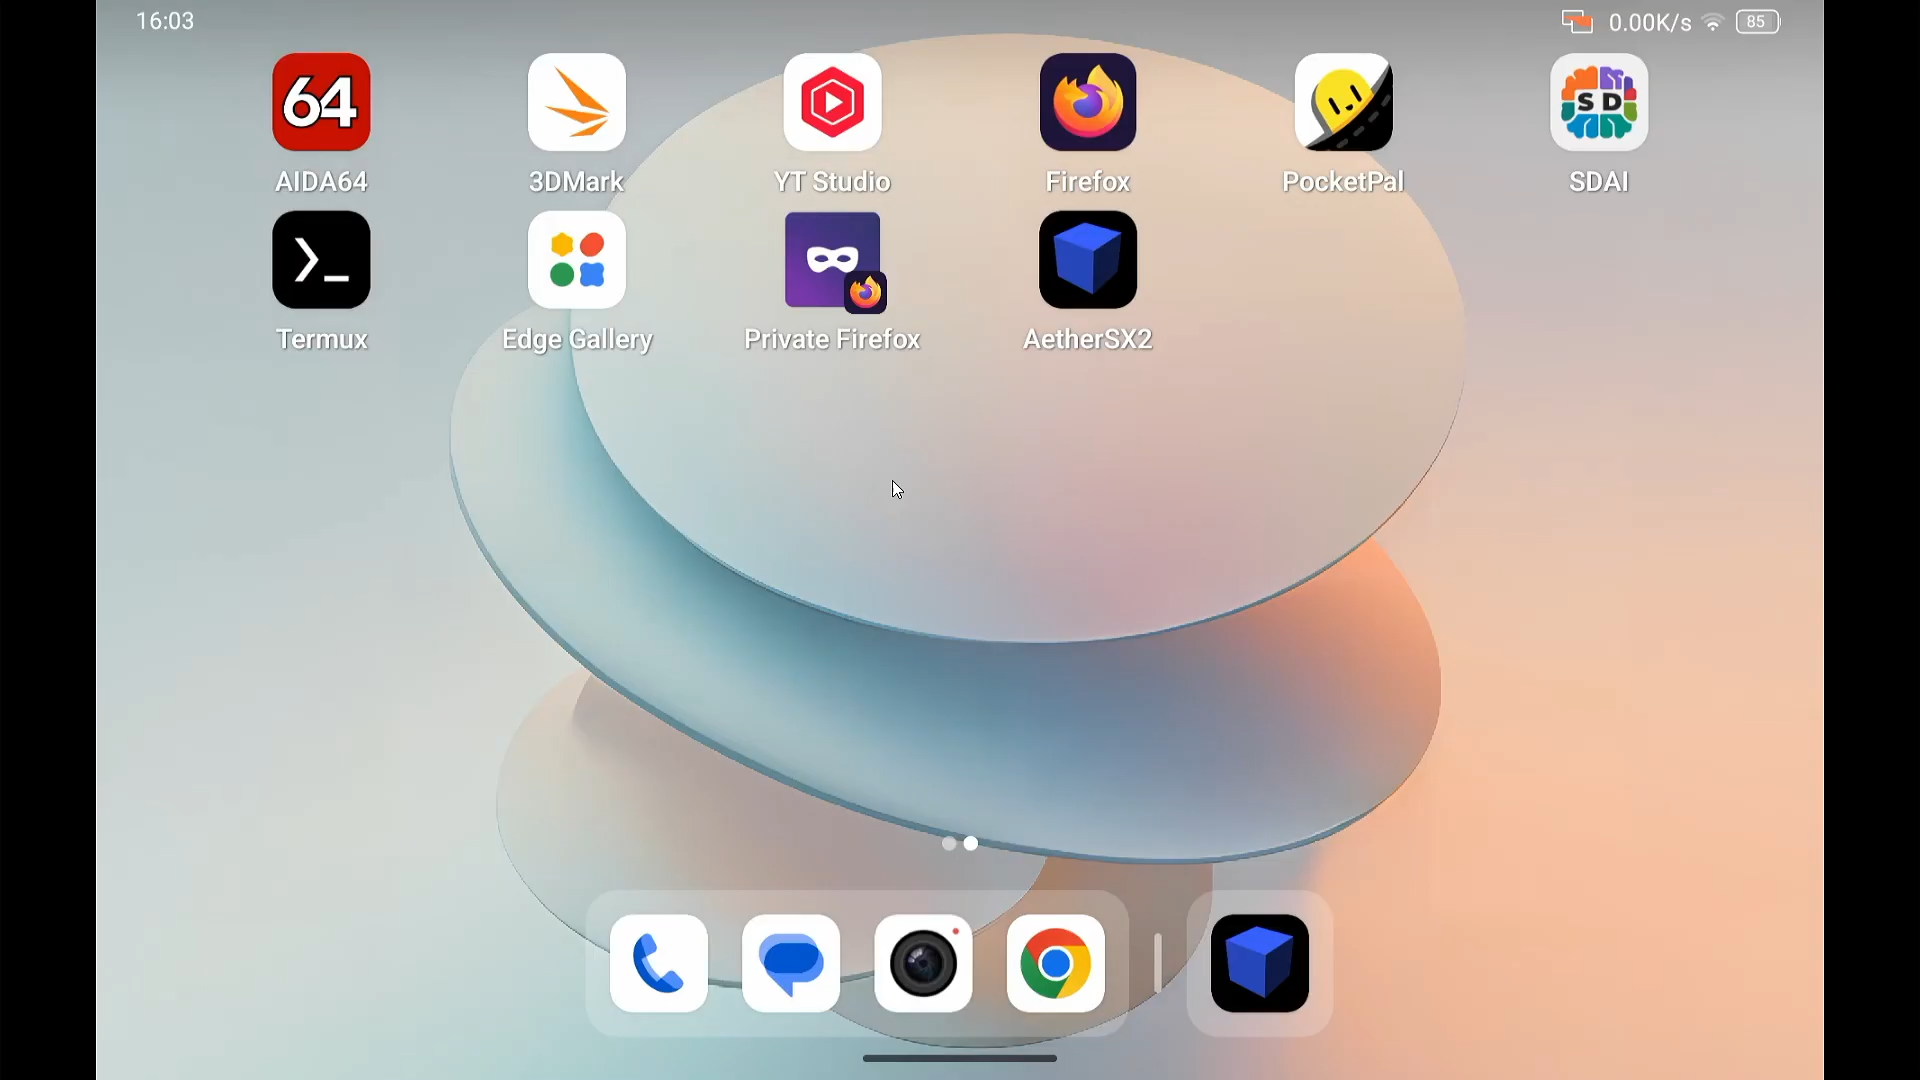 16:03 0.00K/s 85
64 SD
AIDA64 3DMark YT Studio Firefox PocketPal SDAI
Termux Edge Gallery Private Firefox AetherSX2